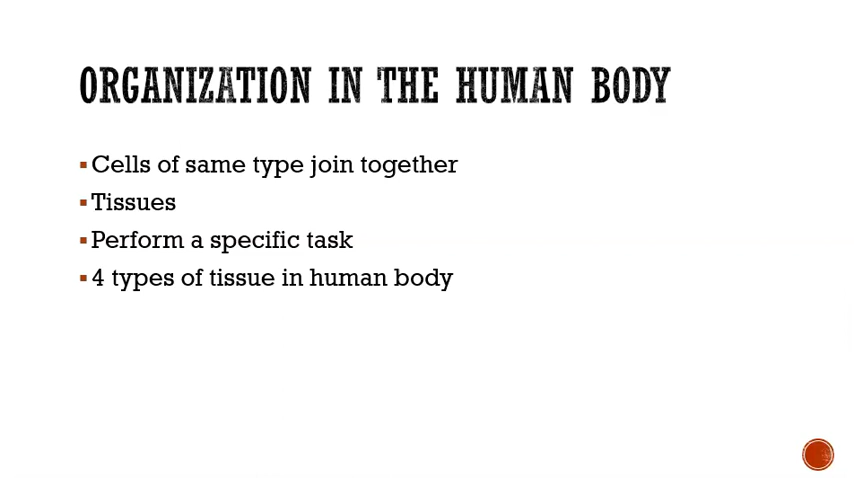 ORGANIZATION IN THE HUMAN BODY
▪Cells of same type join together
▪Tissues
▪Perform a specific task
▪4 types of tissue in human body